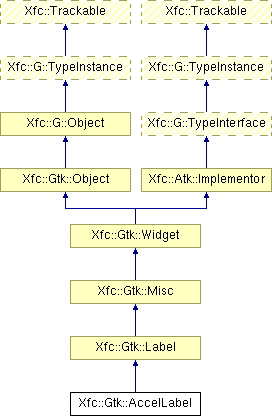 Xfc::Trackable Xfc::Trackable
Xfc::G::TypeInstance Xfc::G::TypeInstance
Xfc::G::Object Xfc::G::TypeInterface
Xfc::Gtk::Object Xfc::Atk::Implementor
Xfc::Gtk::Widget
Xfc::Gtk::Misc
Xfc::Gtk::Label
Xfc::Gtk::AccelLabel